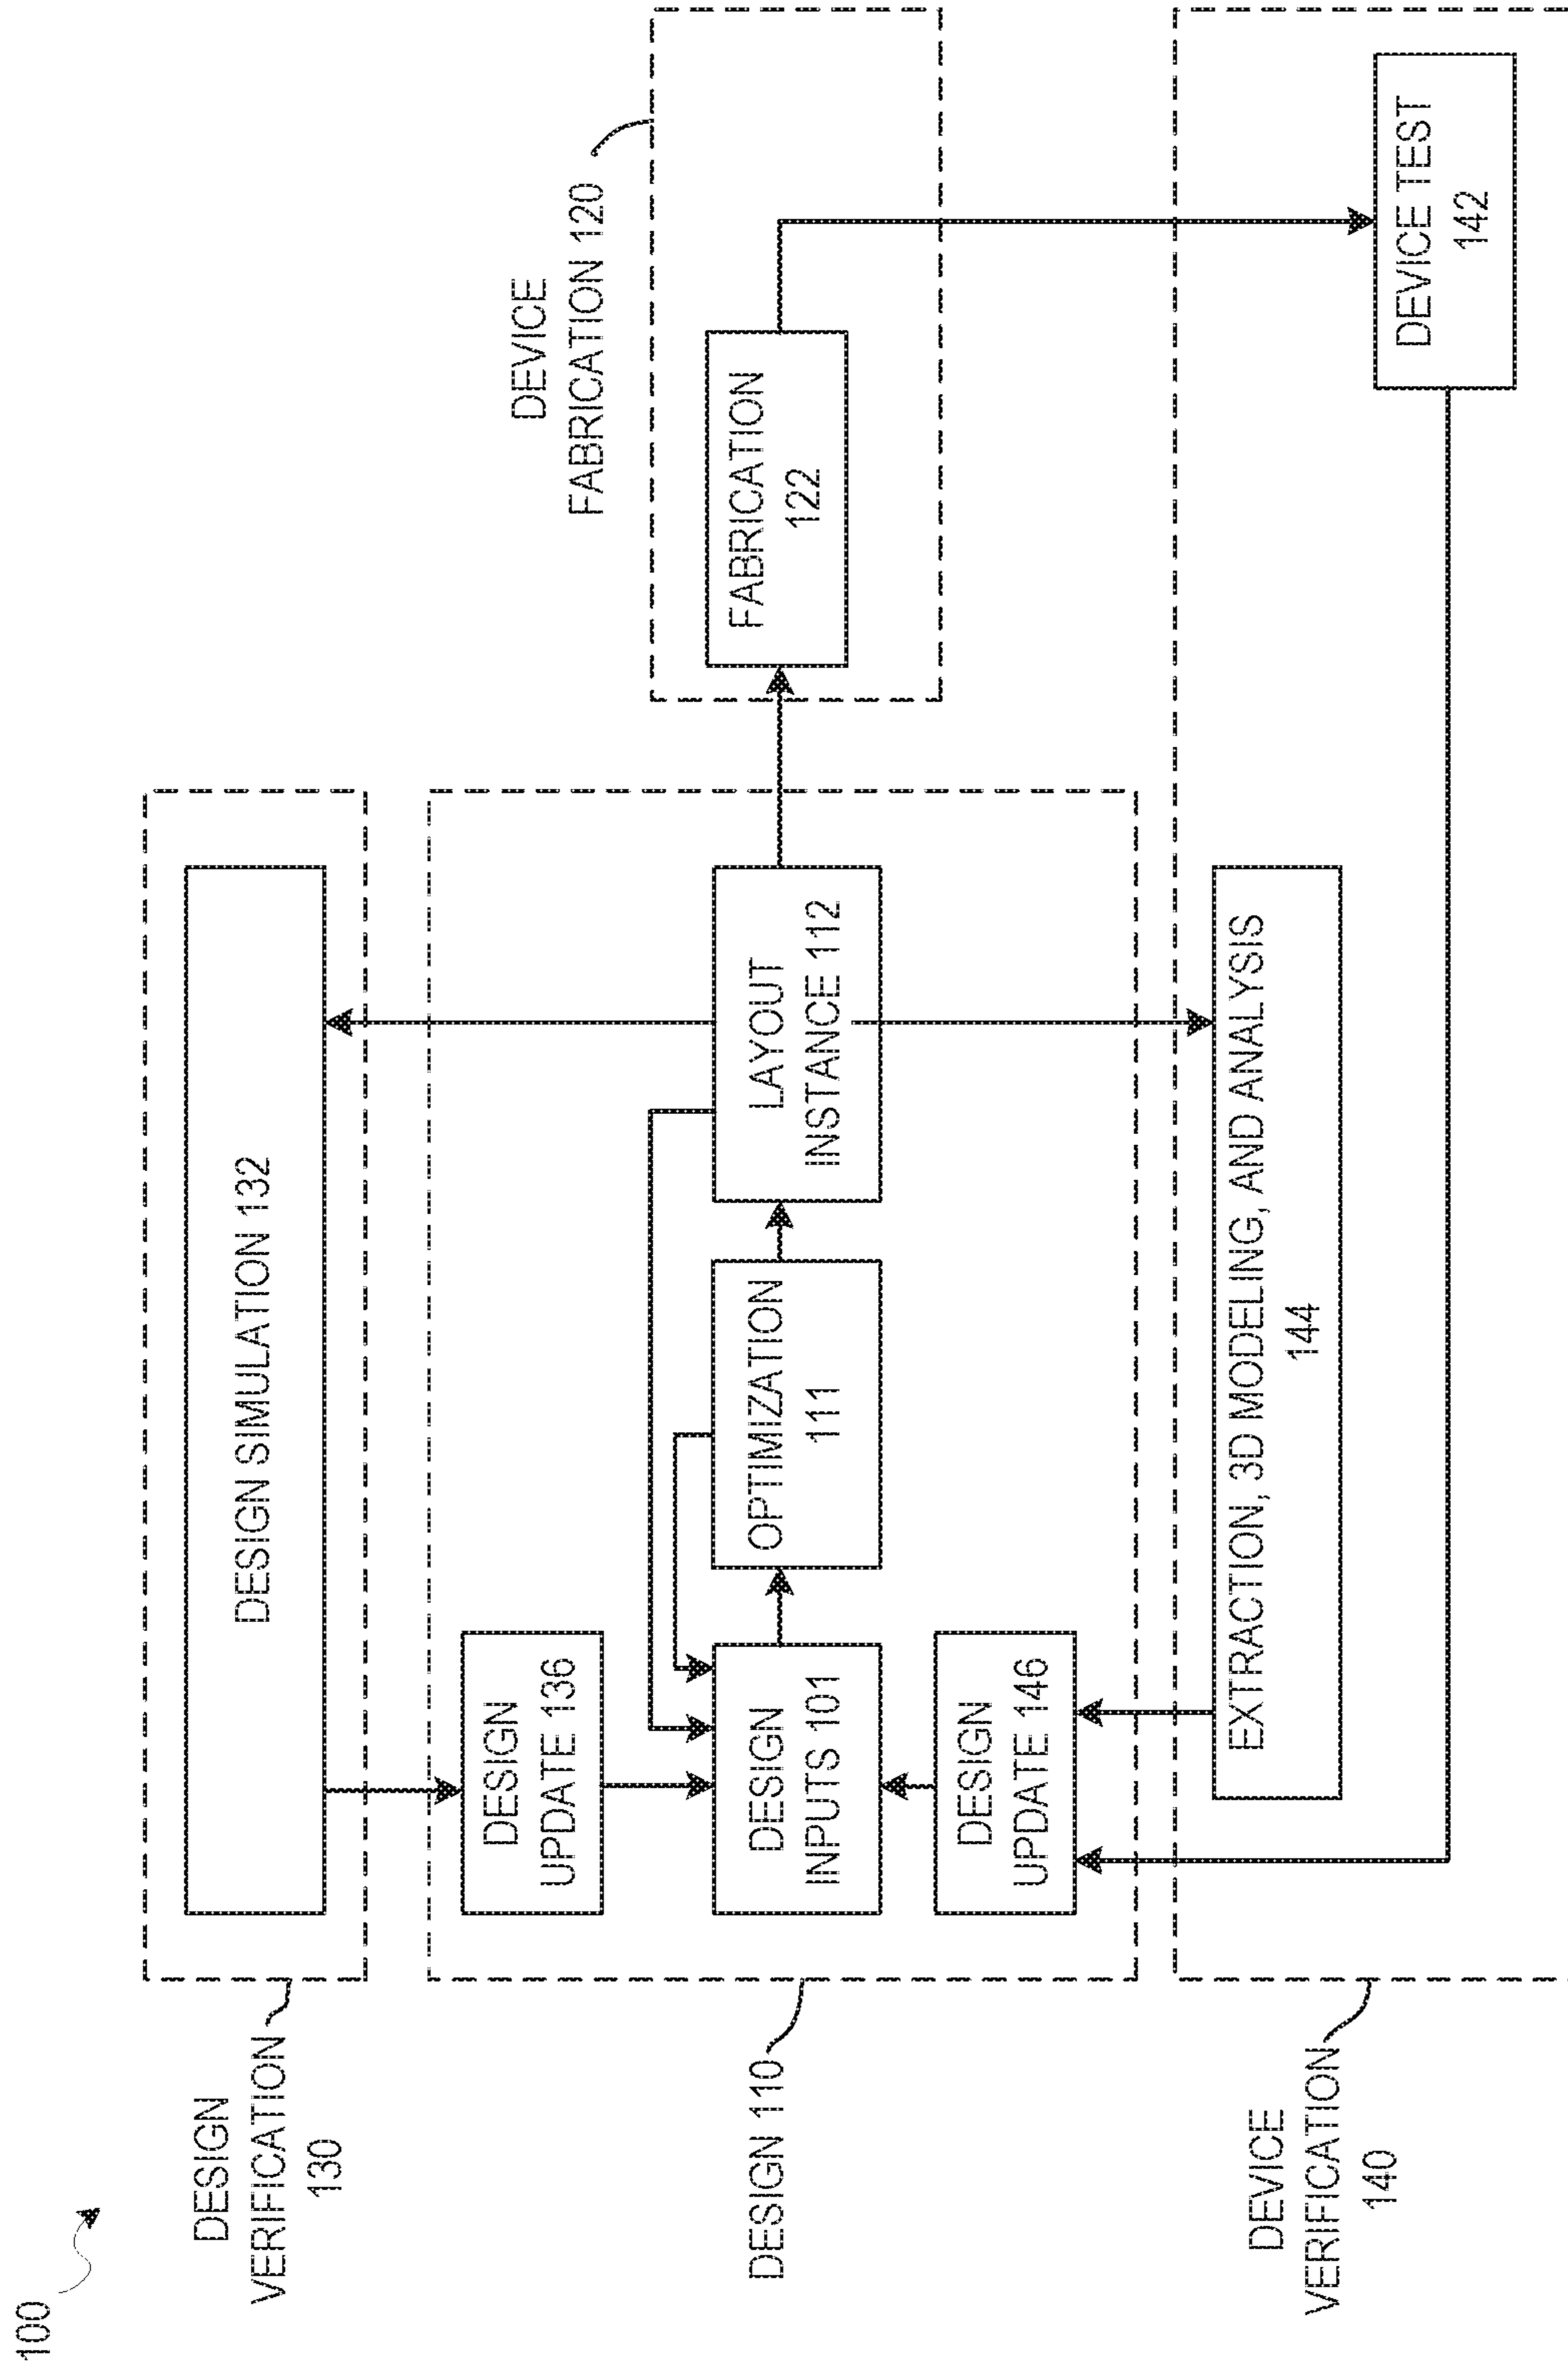 100
DESIGN
VERIFICATION
130
DESIGN SIMULATION 132
DESIGN 110
DESIGN
UPDATE 136
DESIGN
INPUTS 101
OPTIMIZATION
111
LAYOUT
INSTANCE 112
DESIGN
UPDATE 146
DEVICE
FABRICATION 120
FABRICATION
122
DEVICE
VERIFICATION
140
EXTRACTION, 3D MODELING, AND ANALYSIS
144
DEVICE TEST
142